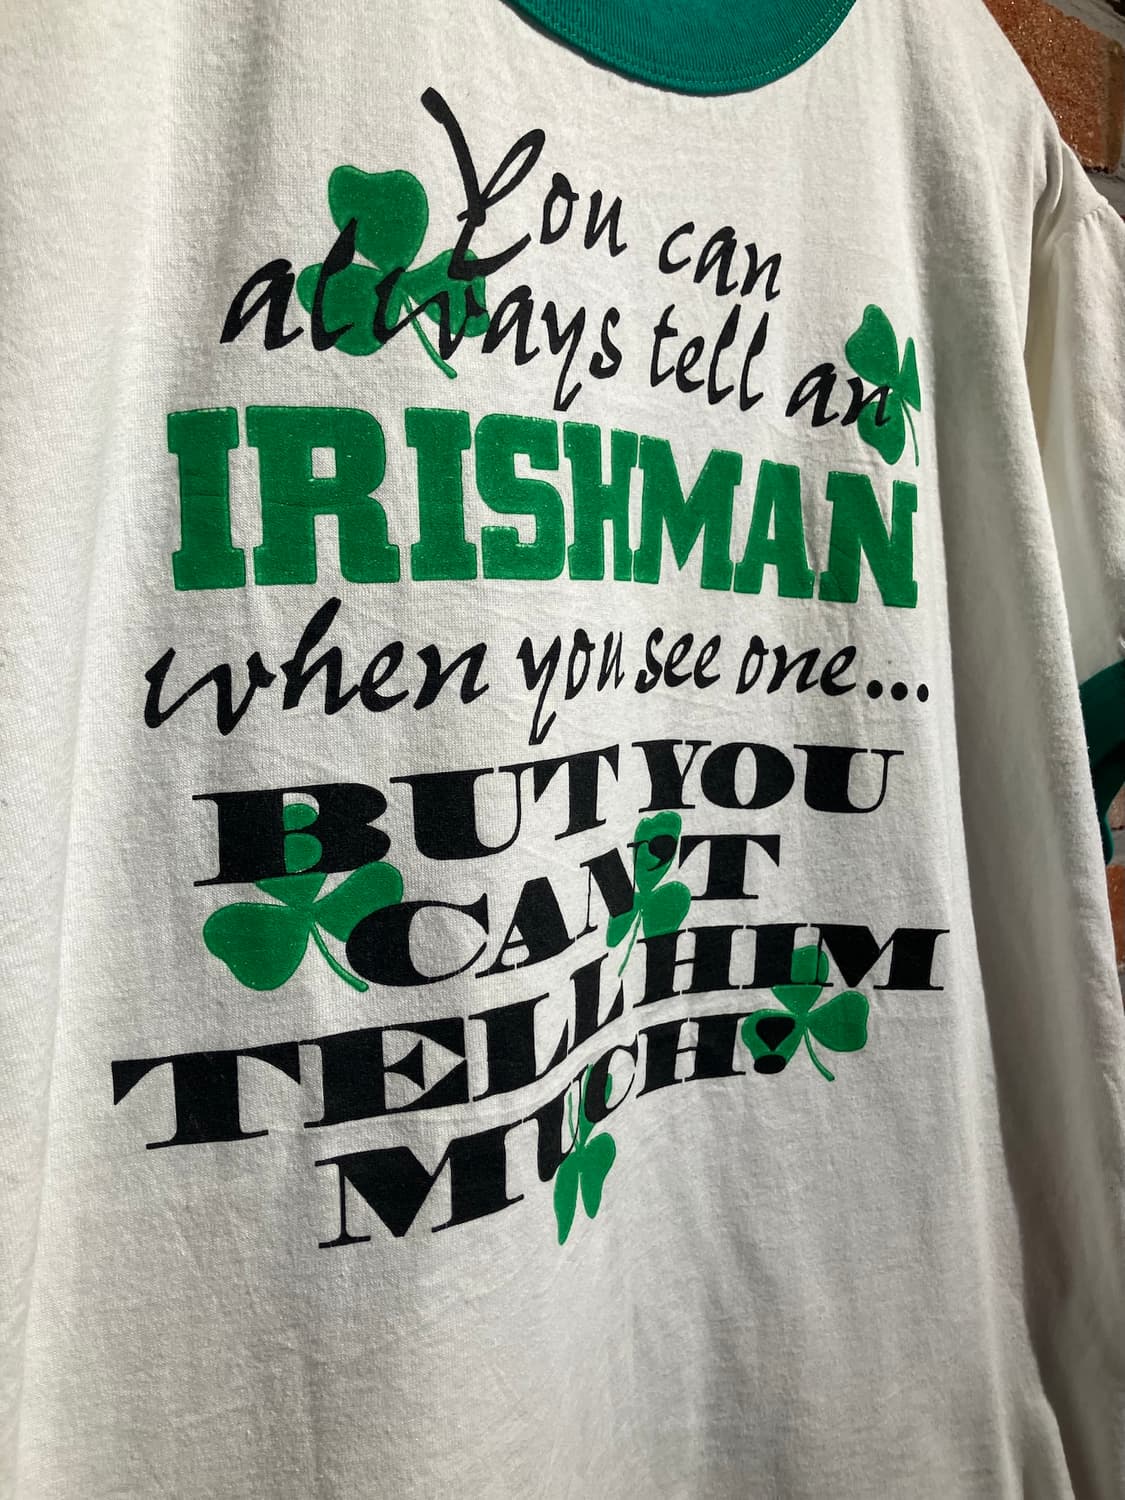 You can
always tell an
IRISHMAN
when you see one...
BUT YOU
CAN'T
TELL HIM
MUCH!